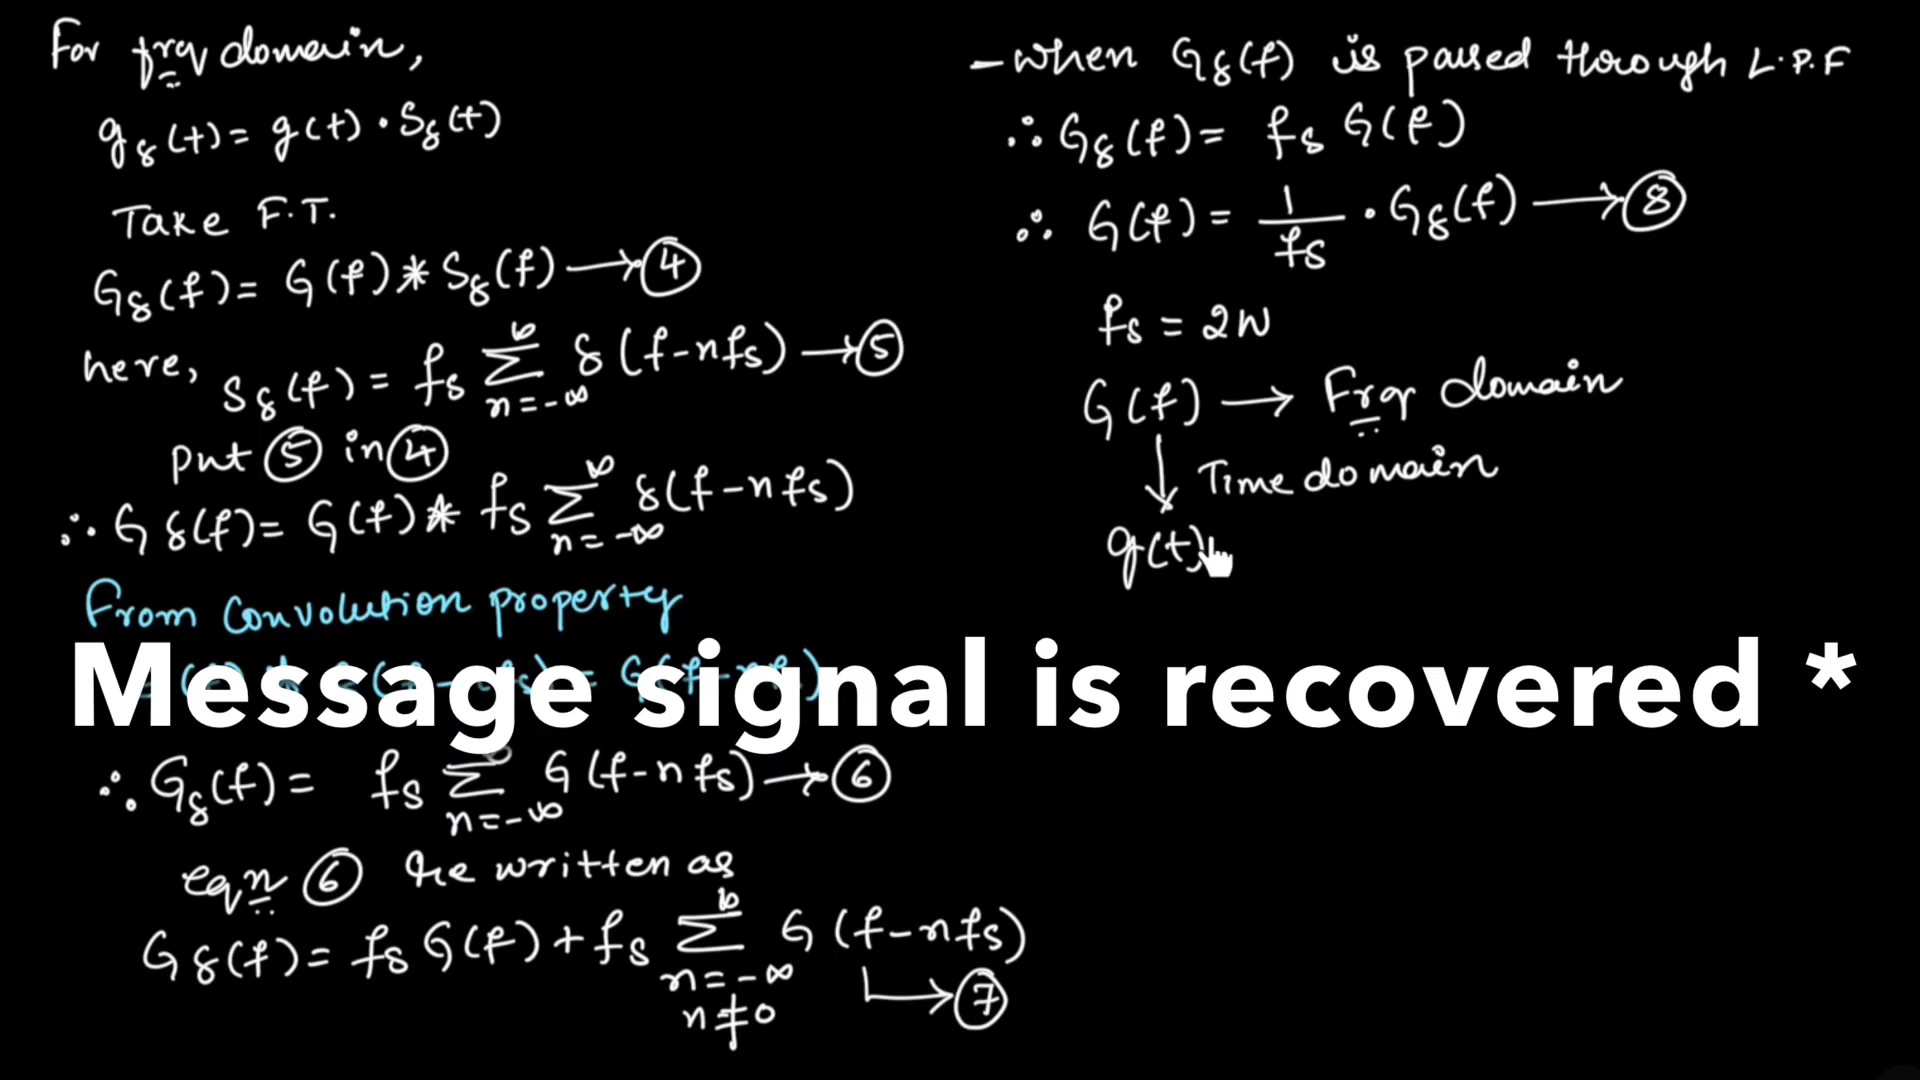 For frq domain,
gδ(t) = g(t) · Sδ(t)
Take F.T.
Gδ(f) = G(f) * Sδ(f) → ④
here, Sδ(f) = fs ∑ δ(f-nfs) → ⑤
∞
n = -∞
put ⑤ in ④
∴ Gδ(f) = G(f) * fs ∑ δ(f-nfs)
∞
n = -∞
From Convolution property
∴ Gδ(f) = fs ∑ G(f-nfs) → ⑥
n = -∞
eqn ⑥ written as
Gδ(f) = fs G(f) + fs ∑ G(f-nfs)
∞
n = -∞
n ≠ 0
→ ⑦
- When Gδ(f) is passed through L.P.F
∴ Gδ(f) = fs G(f)
∴ G(f) = 1/fs · Gδ(f) → ⑧
fs = 2W
G(f) → Frq domain
↓ Time domain
g(t)
Message signal is recovered *